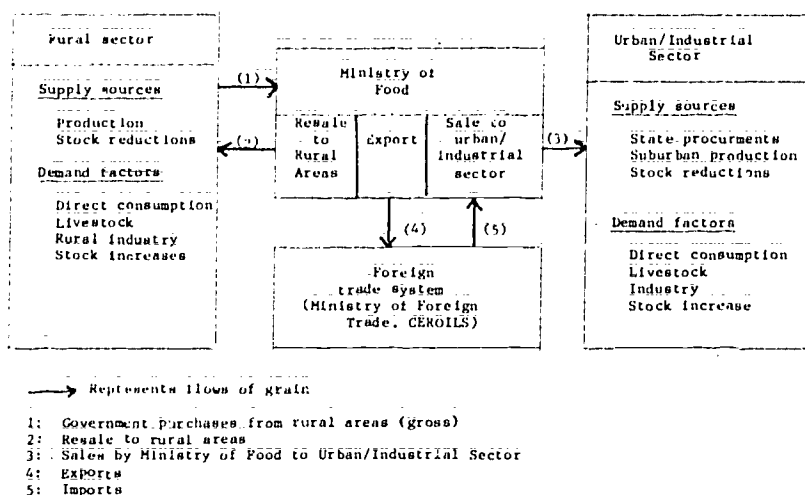 Rural sector
Supply sources
Production
Stock reductions
Demand factors
Direct consumption
Livestock
Rural industry
Stock increases
(1)
(2)
Ministry of
Food
Resale
to
Rural
Areas
Export
Sale to
urban/
industrial
sector
(3)
(4)
(5)
Foreign
trade system
(Ministry of Foreign
Trade, CEROILS)
Urban/Industrial
Sector
Supply sources
State procurments
Suburban production
Stock reductions
Demand factors
Direct consumption
Livestock
Industry
Stock increase
Represents flows of grain
1: Government purchases from rural areas (gross)
2: Resale to rural areas
3: Sales by Ministry of Food to Urban/Industrial Sector
4: Exports
5: Imports